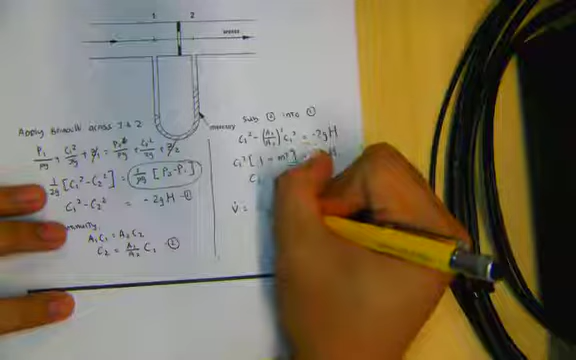 1 2
mercury
Apply Bernoulli across 1 & 2
P₁/ρg + C₁²/2g + z₁ = P₂/ρg + C₂²/2g + z₂
1/2g [C₁² - C₂²] = 1/ρg [P₂ - P₁]
C₁² - C₂² = -2gH - ①
A₁C₁ = A₂C₂
C₂ = A₁/A₂ C₁ ②
sub ② into ①
C₁² - (A₁/A₂)² C₁² = -2gH
C₁² [1 - m²] =
C₁
V̇ =